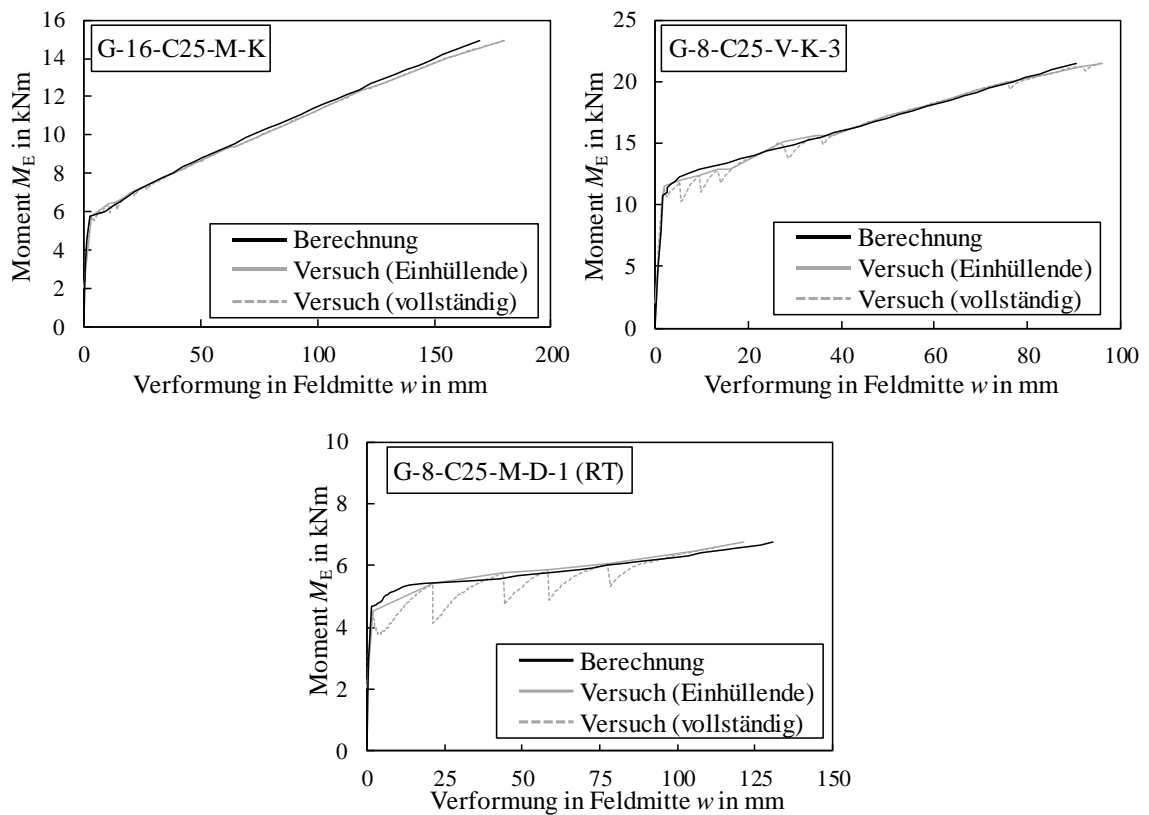 G-16-C25-M-K
Moment M_E in kNm
16
14
12
10
8
6
4
2
0
Berechnung
Versuch (Einhüllende)
Versuch (vollständig)
0 50 100 150 200
Verformung in Feldmitte w in mm
G-8-C25-V-K-3
Moment M_E in kNm
25
20
15
10
5
0
Berechnung
Versuch (Einhüllende)
Versuch (vollständig)
0 20 40 60 80 100
Verformung in Feldmitte w in mm
G-8-C25-M-D-1 (RT)
Moment M_E in kNm
10
8
6
4
2
0
Berechnung
Versuch (Einhüllende)
Versuch (vollständig)
0 25 50 75 100 125 150
Verformung in Feldmitte w in mm